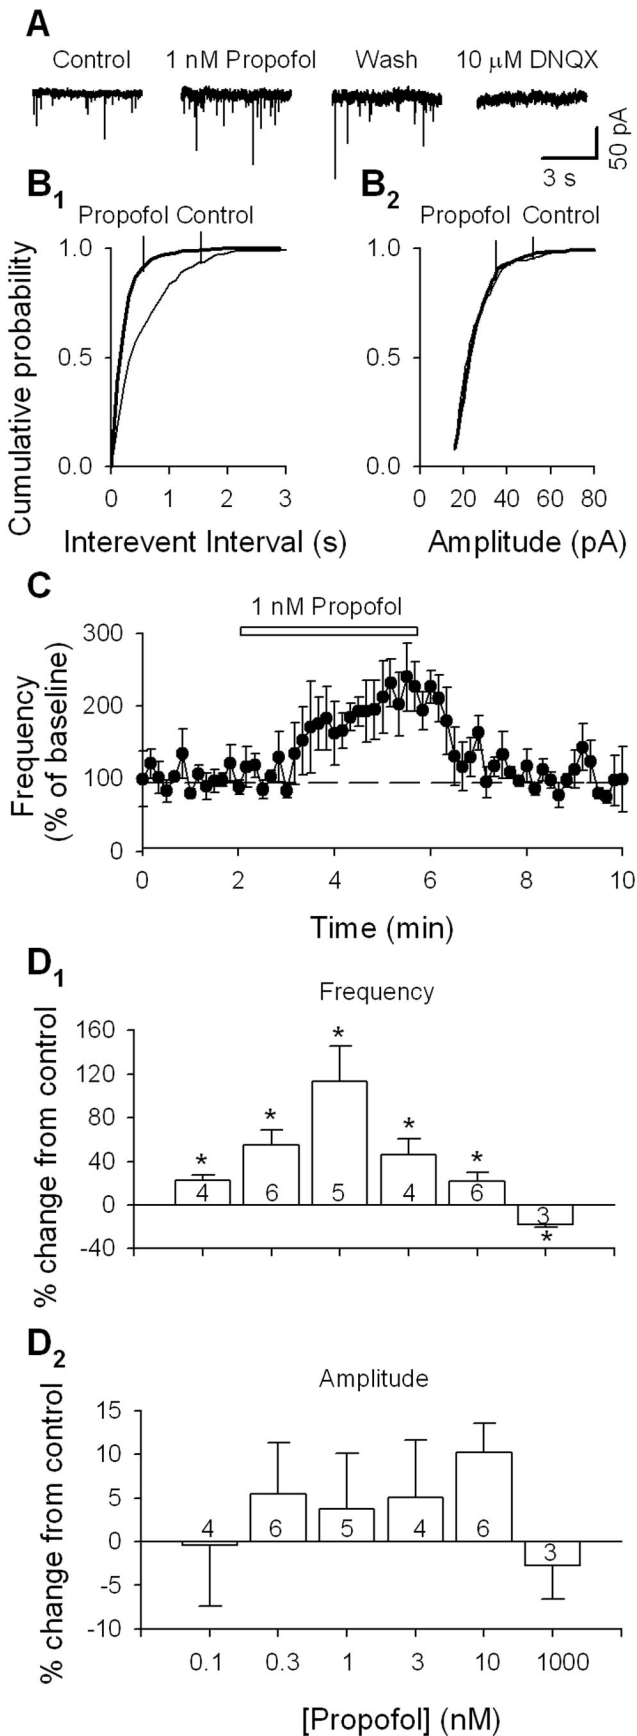 A
Control 1 nM Propofol Wash 10 μM DNQX
50 pA
3 s
B1
B2
Propofol Control
Propofol Control
Cumulative probability
1.0
0.5
0.0
0 1 2 3
Interevent Interval (s)
1.0
0.5
0.0
0 20 40 60 80
Amplitude (pA)
C
1 nM Propofol
Frequency
(% of baseline)
300
200
100
0
0 2 4 6 8 10
Time (min)
D1
Frequency
% change from control
160
120
80
40
0
-40
* * * * * *
4 6 5 4 6 3
D2
Amplitude
% change from control
15
10
5
0
-5
-10
4 6 5 4 6 3
0.1 0.3 1 3 10 1000
[Propofol] (nM)